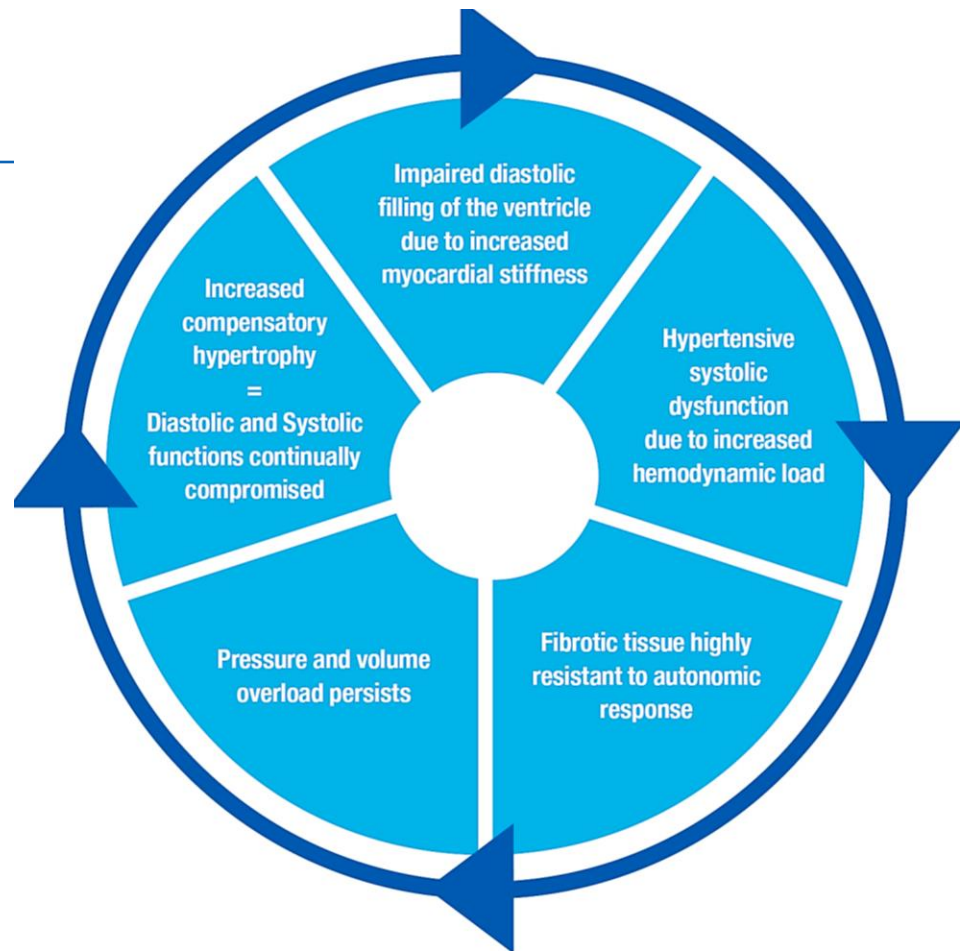 Impaired diastolic
filling of the ventricle
due to increased
myocardial stiffness
Hypertensive
systolic
dysfunction
due to increased
hemodynamic load
Fibrotic tissue highly
resistant to autonomic
response
Pressure and volume
overload persists
Increased
compensatory
hypertrophy
=
Diastolic and Systolic
functions continually
compromised